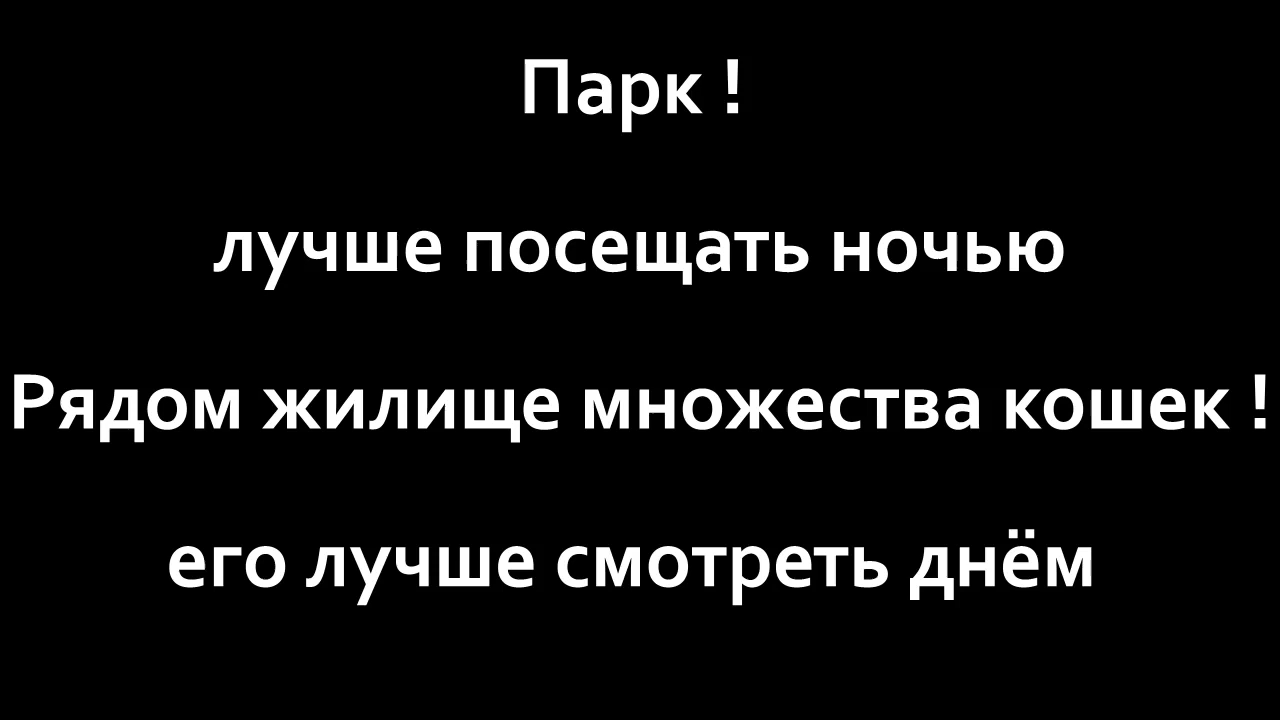 Парк !
лучше посещать ночью
Рядом жилище множества кошек !
его лучше смотреть днём